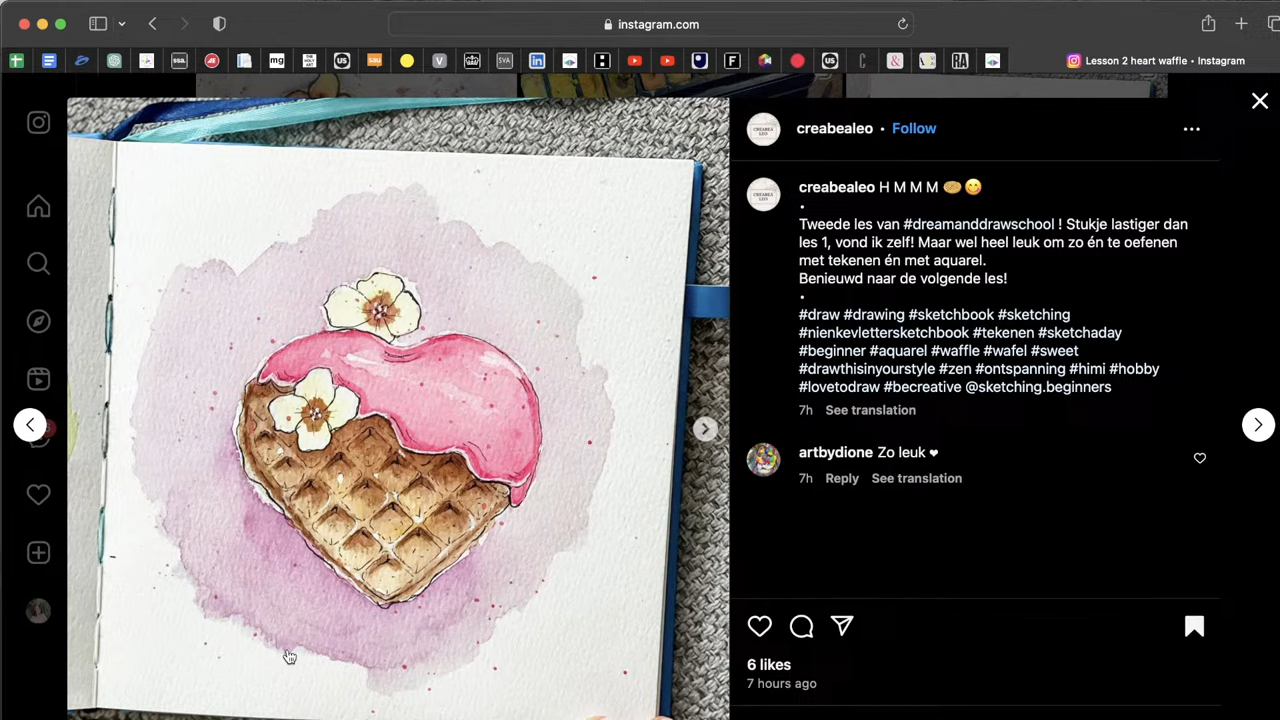 instagram.com
Lesson 2 heart waffle • Instagram
creabealeo • Follow
creabealeo H M M M 🧇😋
•
Tweede les van #dreamanddrawschool ! Stukje lastiger dan
les 1, vond ik zelf! Maar wel heel leuk om zo én te oefenen
met tekenen én met aquarel.
Benieuwd naar de volgende les!
•
#draw #drawing #sketchbook #sketching
#nienkevlettersketchbook #tekenen #sketchaday
#beginner #aquarel #waffle #wafel #sweet
#drawthisinyourstyle #zen #ontspanning #himi #hobby
#lovetodraw #becreative @sketching.beginners
7h See translation
artbydione Zo leuk ❤
7h Reply See translation
6 likes
7 hours ago